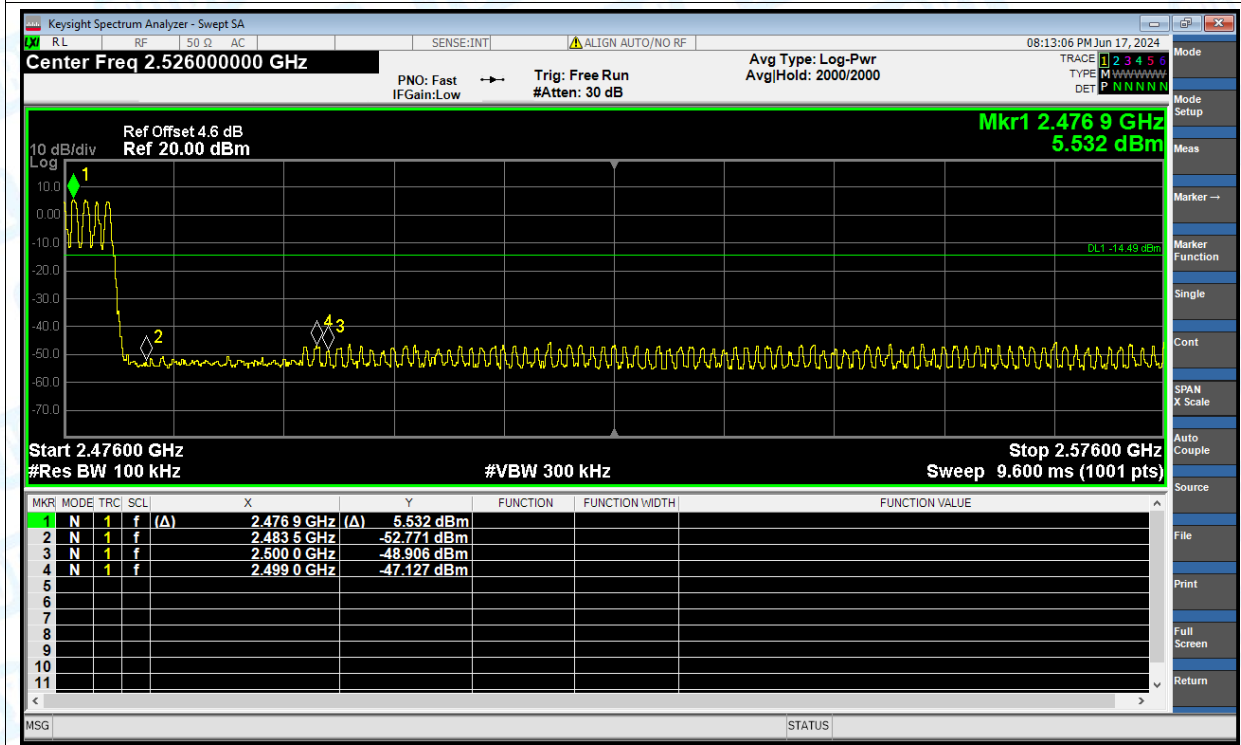 Keysight Spectrum Analyzer - Swept SA
LXI RL RF 50 Ω AC SENSE:INT ALIGN AUTO/NO RF 08:13:06 PM Jun 17, 2024
Center Freq 2.526000000 GHz
PNO: Fast
IFGain:Low
Trig: Free Run
#Atten: 30 dB
Avg Type: Log-Pwr
Avg|Hold: 2000/2000
TRACE 1 2 3 4 5 6
TYPE M WWWWW
DET P N N N N N
Mkr1 2.476 9 GHz
5.532 dBm
Ref Offset 4.6 dB
10 dB/div Ref 20.00 dBm
Log
10.0
0.00
-10.0
-20.0
-30.0
-40.0
-50.0
-60.0
-70.0
1
2
4 3
DL1 -14.49 dBm
Start 2.47600 GHz Stop 2.57600 GHz
#Res BW 100 kHz #VBW 300 kHz Sweep 9.600 ms (1001 pts)
MKR MODE TRC SCL X Y FUNCTION FUNCTION WIDTH FUNCTION VALUE
1 N 1 f (Δ) 2.476 9 GHz (Δ) 5.532 dBm
2 N 1 f 2.483 5 GHz -52.771 dBm
3 N 1 f 2.500 0 GHz -48.906 dBm
4 N 1 f 2.499 0 GHz -47.127 dBm
5
6
7
8
9
10
11
MSG STATUS
Mode
Mode
Setup
Meas
Marker →
Marker
Function
Single
Cont
SPAN
X Scale
Auto
Couple
Source
File
Print
Full
Screen
Return